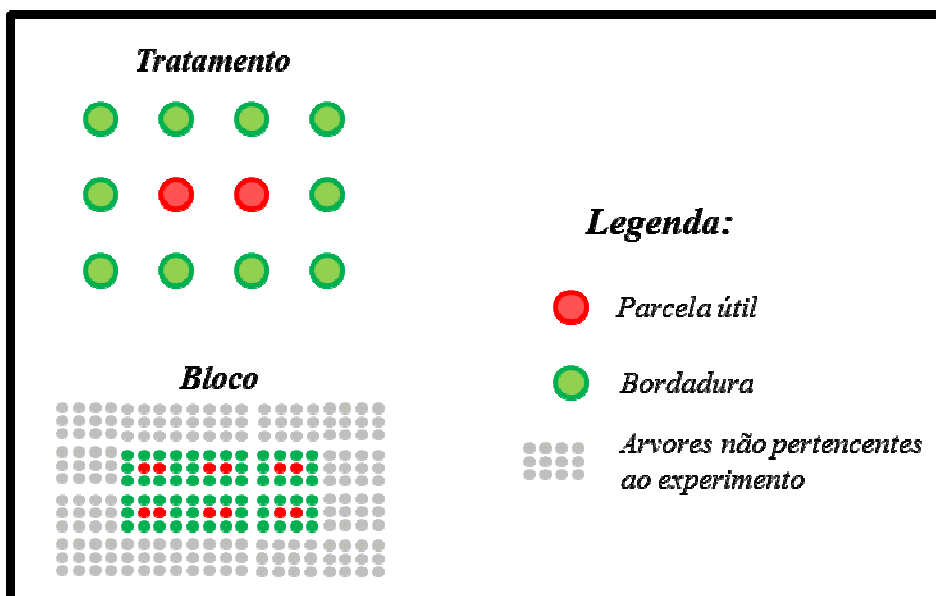 Tratamento
Legenda:
Parcela útil
Bloco
Bordadura
Arvores não pertencentes
ao experimento